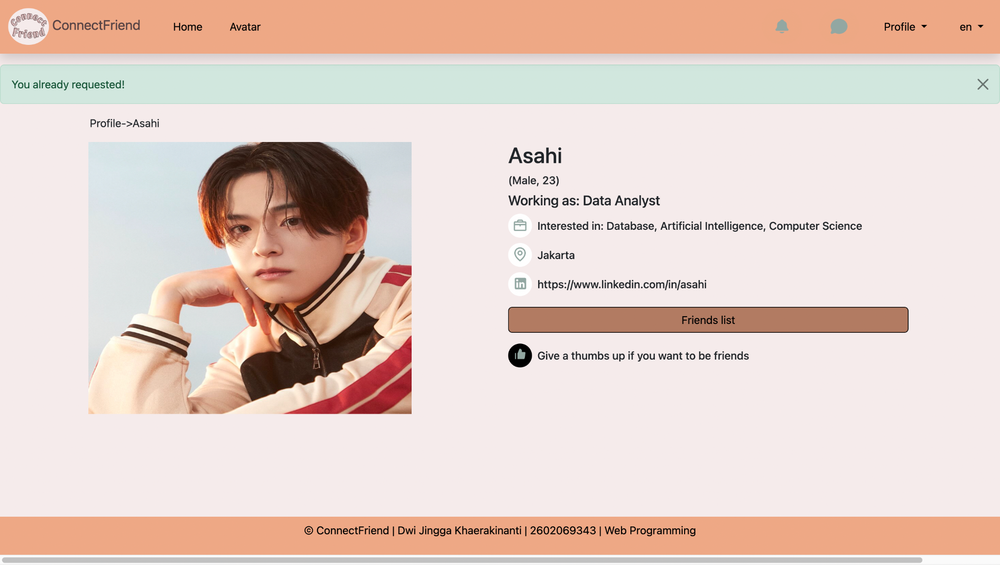 Connect
Friend
ConnectFriend
Home
Avatar
Profile
en
You already requested!
Profile->Asahi
Asahi
(Male, 23)
Working as: Data Analyst
Interested in: Database, Artificial Intelligence, Computer Science
Jakarta
in
https://www.linkedin.com/in/asahi
Friends list
Give a thumbs up if you want to be friends
© ConnectFriend | Dwi Jingga Khaerakinanti | 2602069343 | Web Programming